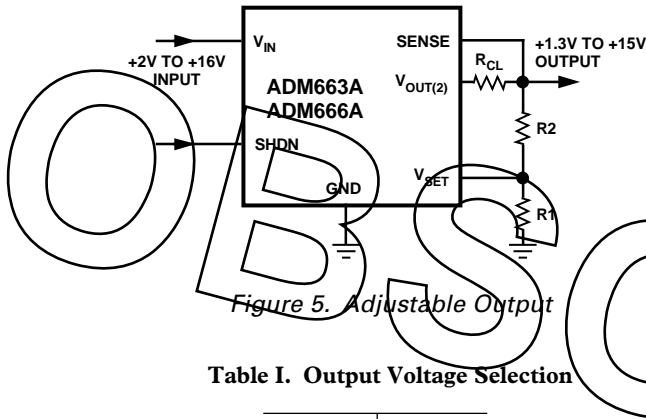 V_IN
SENSE
+2V TO +16V
INPUT
ADM663A
ADM666A
V_OUT(2)
R_CL
+1.3V TO +15V
OUTPUT
R2
SHDN
V_SET
GND
R1
OBSO
Figure 5. Adjustable Output
Table I. Output Voltage Selection